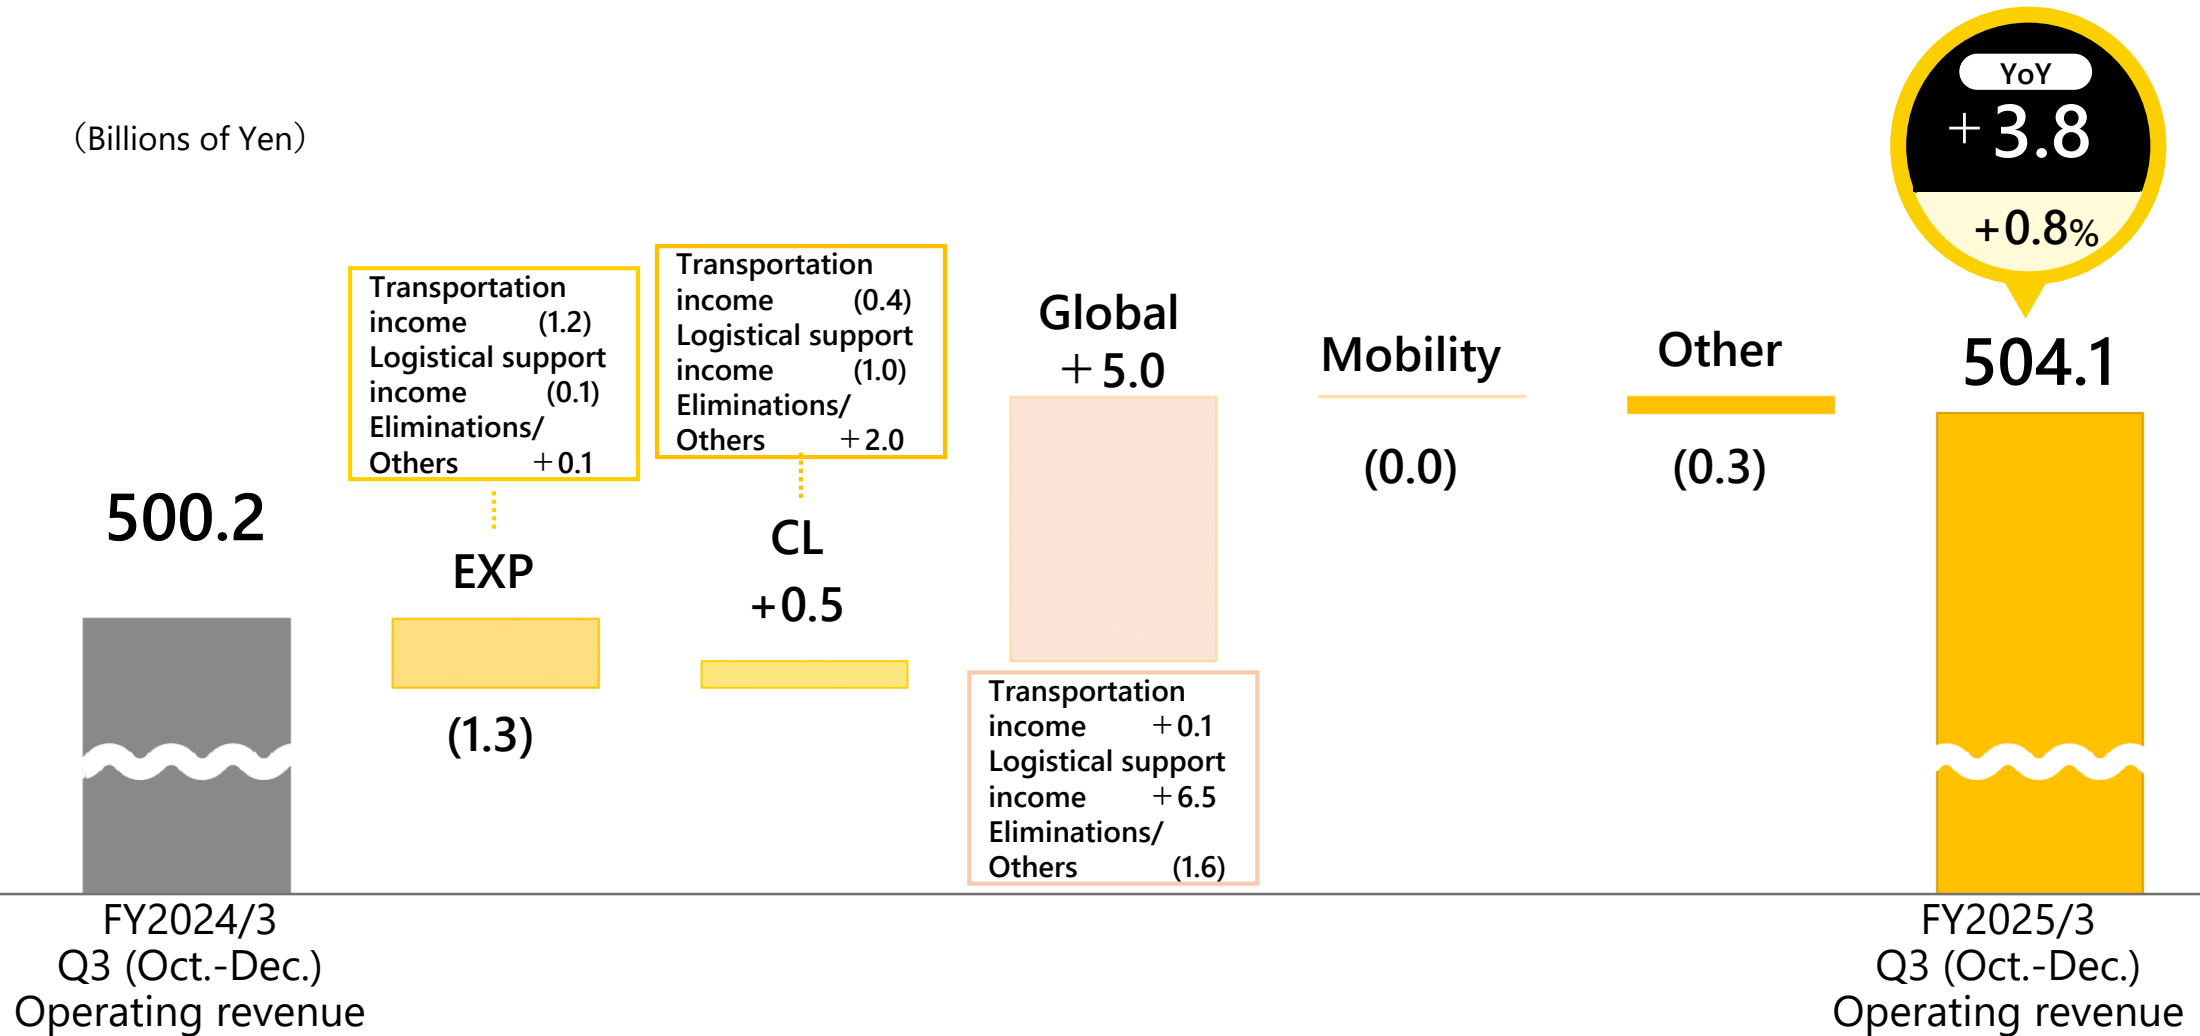 （Billions of Yen）
YoY
＋3.8
+0.8%
504.1
500.2
Transportation
income (1.2)
Logistical support
income (0.1)
Eliminations/
Others ＋0.1
EXP
(1.3)
Transportation
income (0.4)
Logistical support
income (1.0)
Eliminations/
Others ＋2.0
CL
+0.5
Global
＋5.0
Transportation
income ＋0.1
Logistical support
income ＋6.5
Eliminations/
Others (1.6)
Mobility
(0.0)
Other
(0.3)
FY2024/3
Q3 (Oct.-Dec.)
Operating revenue
FY2025/3
Q3 (Oct.-Dec.)
Operating revenue